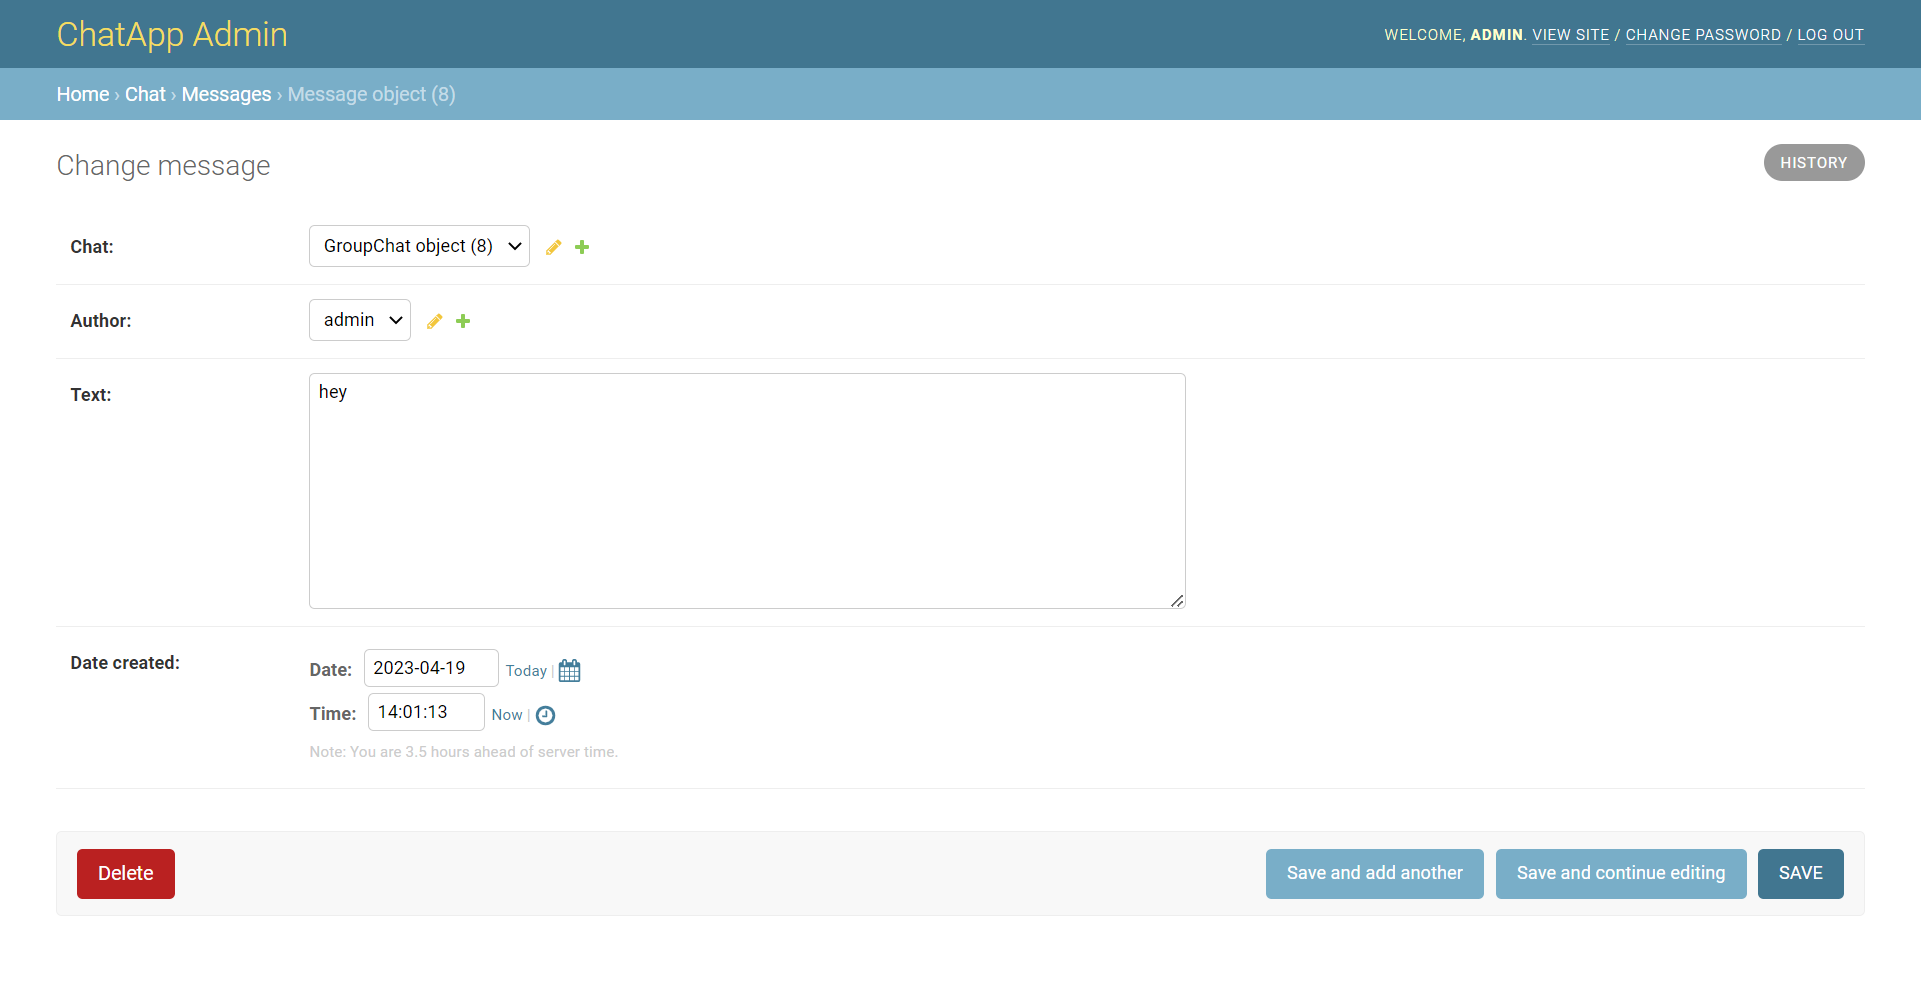 ChatApp Admin
WELCOME, ADMIN. VIEW SITE / CHANGE PASSWORD / LOG OUT
Home › Chat › Messages › Message object (8)
Change message
HISTORY
Chat:
GroupChat object (8)
Author:
admin
Text:
hey
Date created:
Date: 2023-04-19 Today |
Time: 14:01:13 Now |
Note: You are 3.5 hours ahead of server time.
Delete
Save and add another
Save and continue editing
SAVE